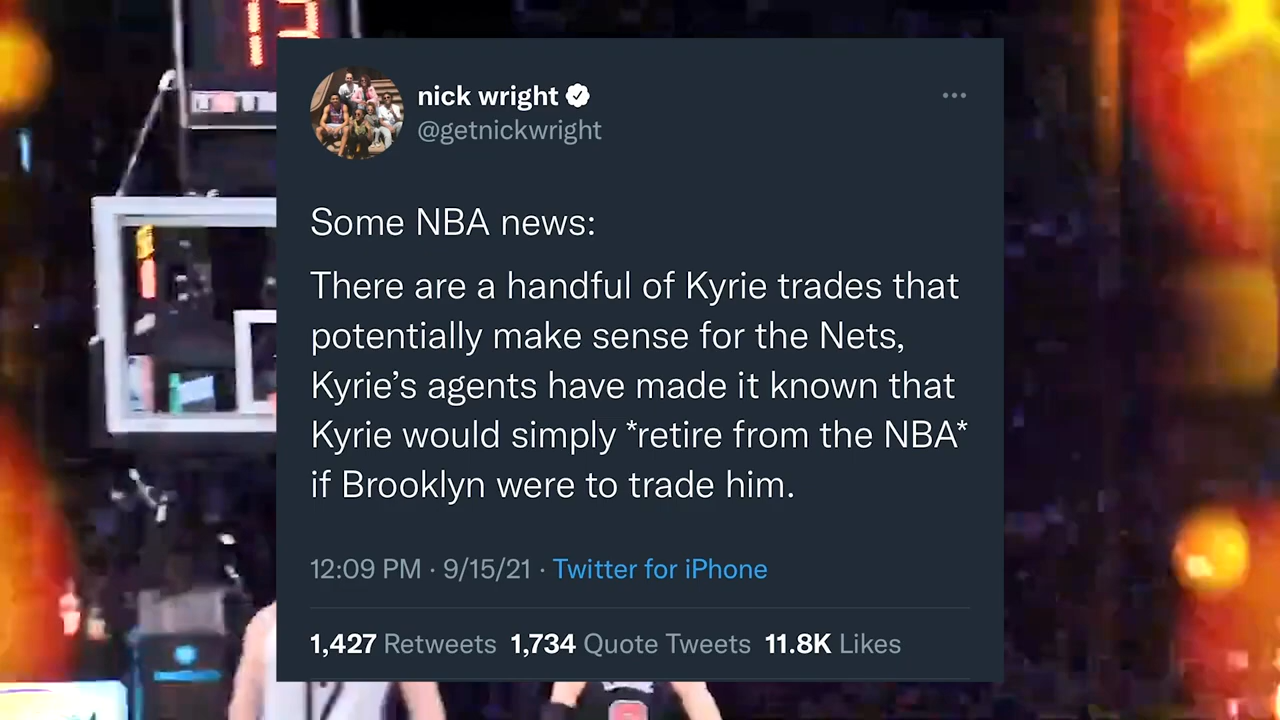 13
nick wright
@getnickwright
Some NBA news:
There are a handful of Kyrie trades that
potentially make sense for the Nets,
Kyrie’s agents have made it known that
Kyrie would simply *retire from the NBA*
if Brooklyn were to trade him.
12:09 PM · 9/15/21 · Twitter for iPhone
1,427 Retweets 1,734 Quote Tweets 11.8K Likes